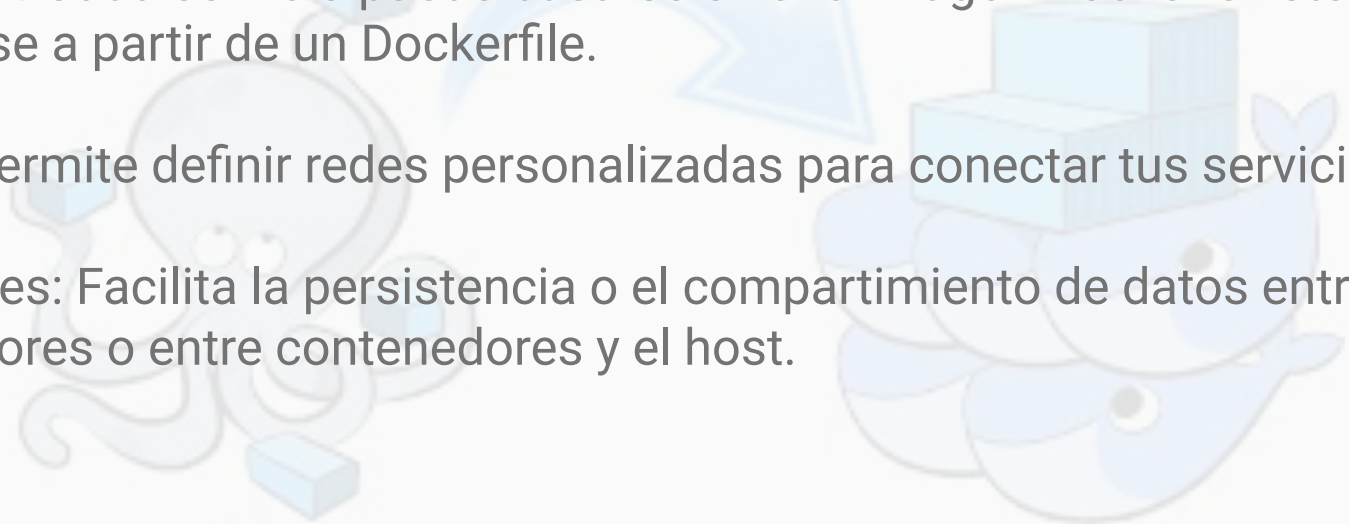 se a partir de un Dockerfile.
ermite definir redes personalizadas para conectar tus servici
es: Facilita la persistencia o el compartimiento de datos entr
ores o entre contenedores y el host.